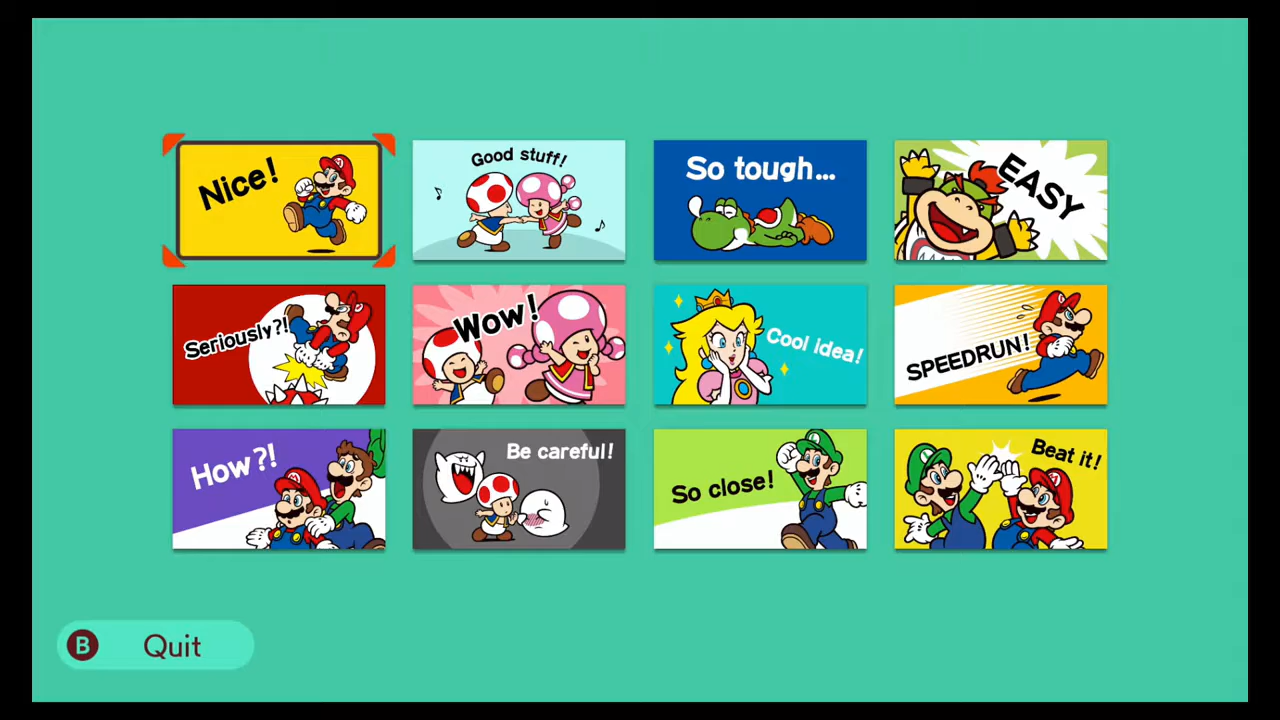 Nice!
Good stuff!
So tough...
EASY
Seriously?!
Wow!
Cool idea!
SPEEDRUN!
How?!
Be careful!
So close!
Beat it!
B Quit